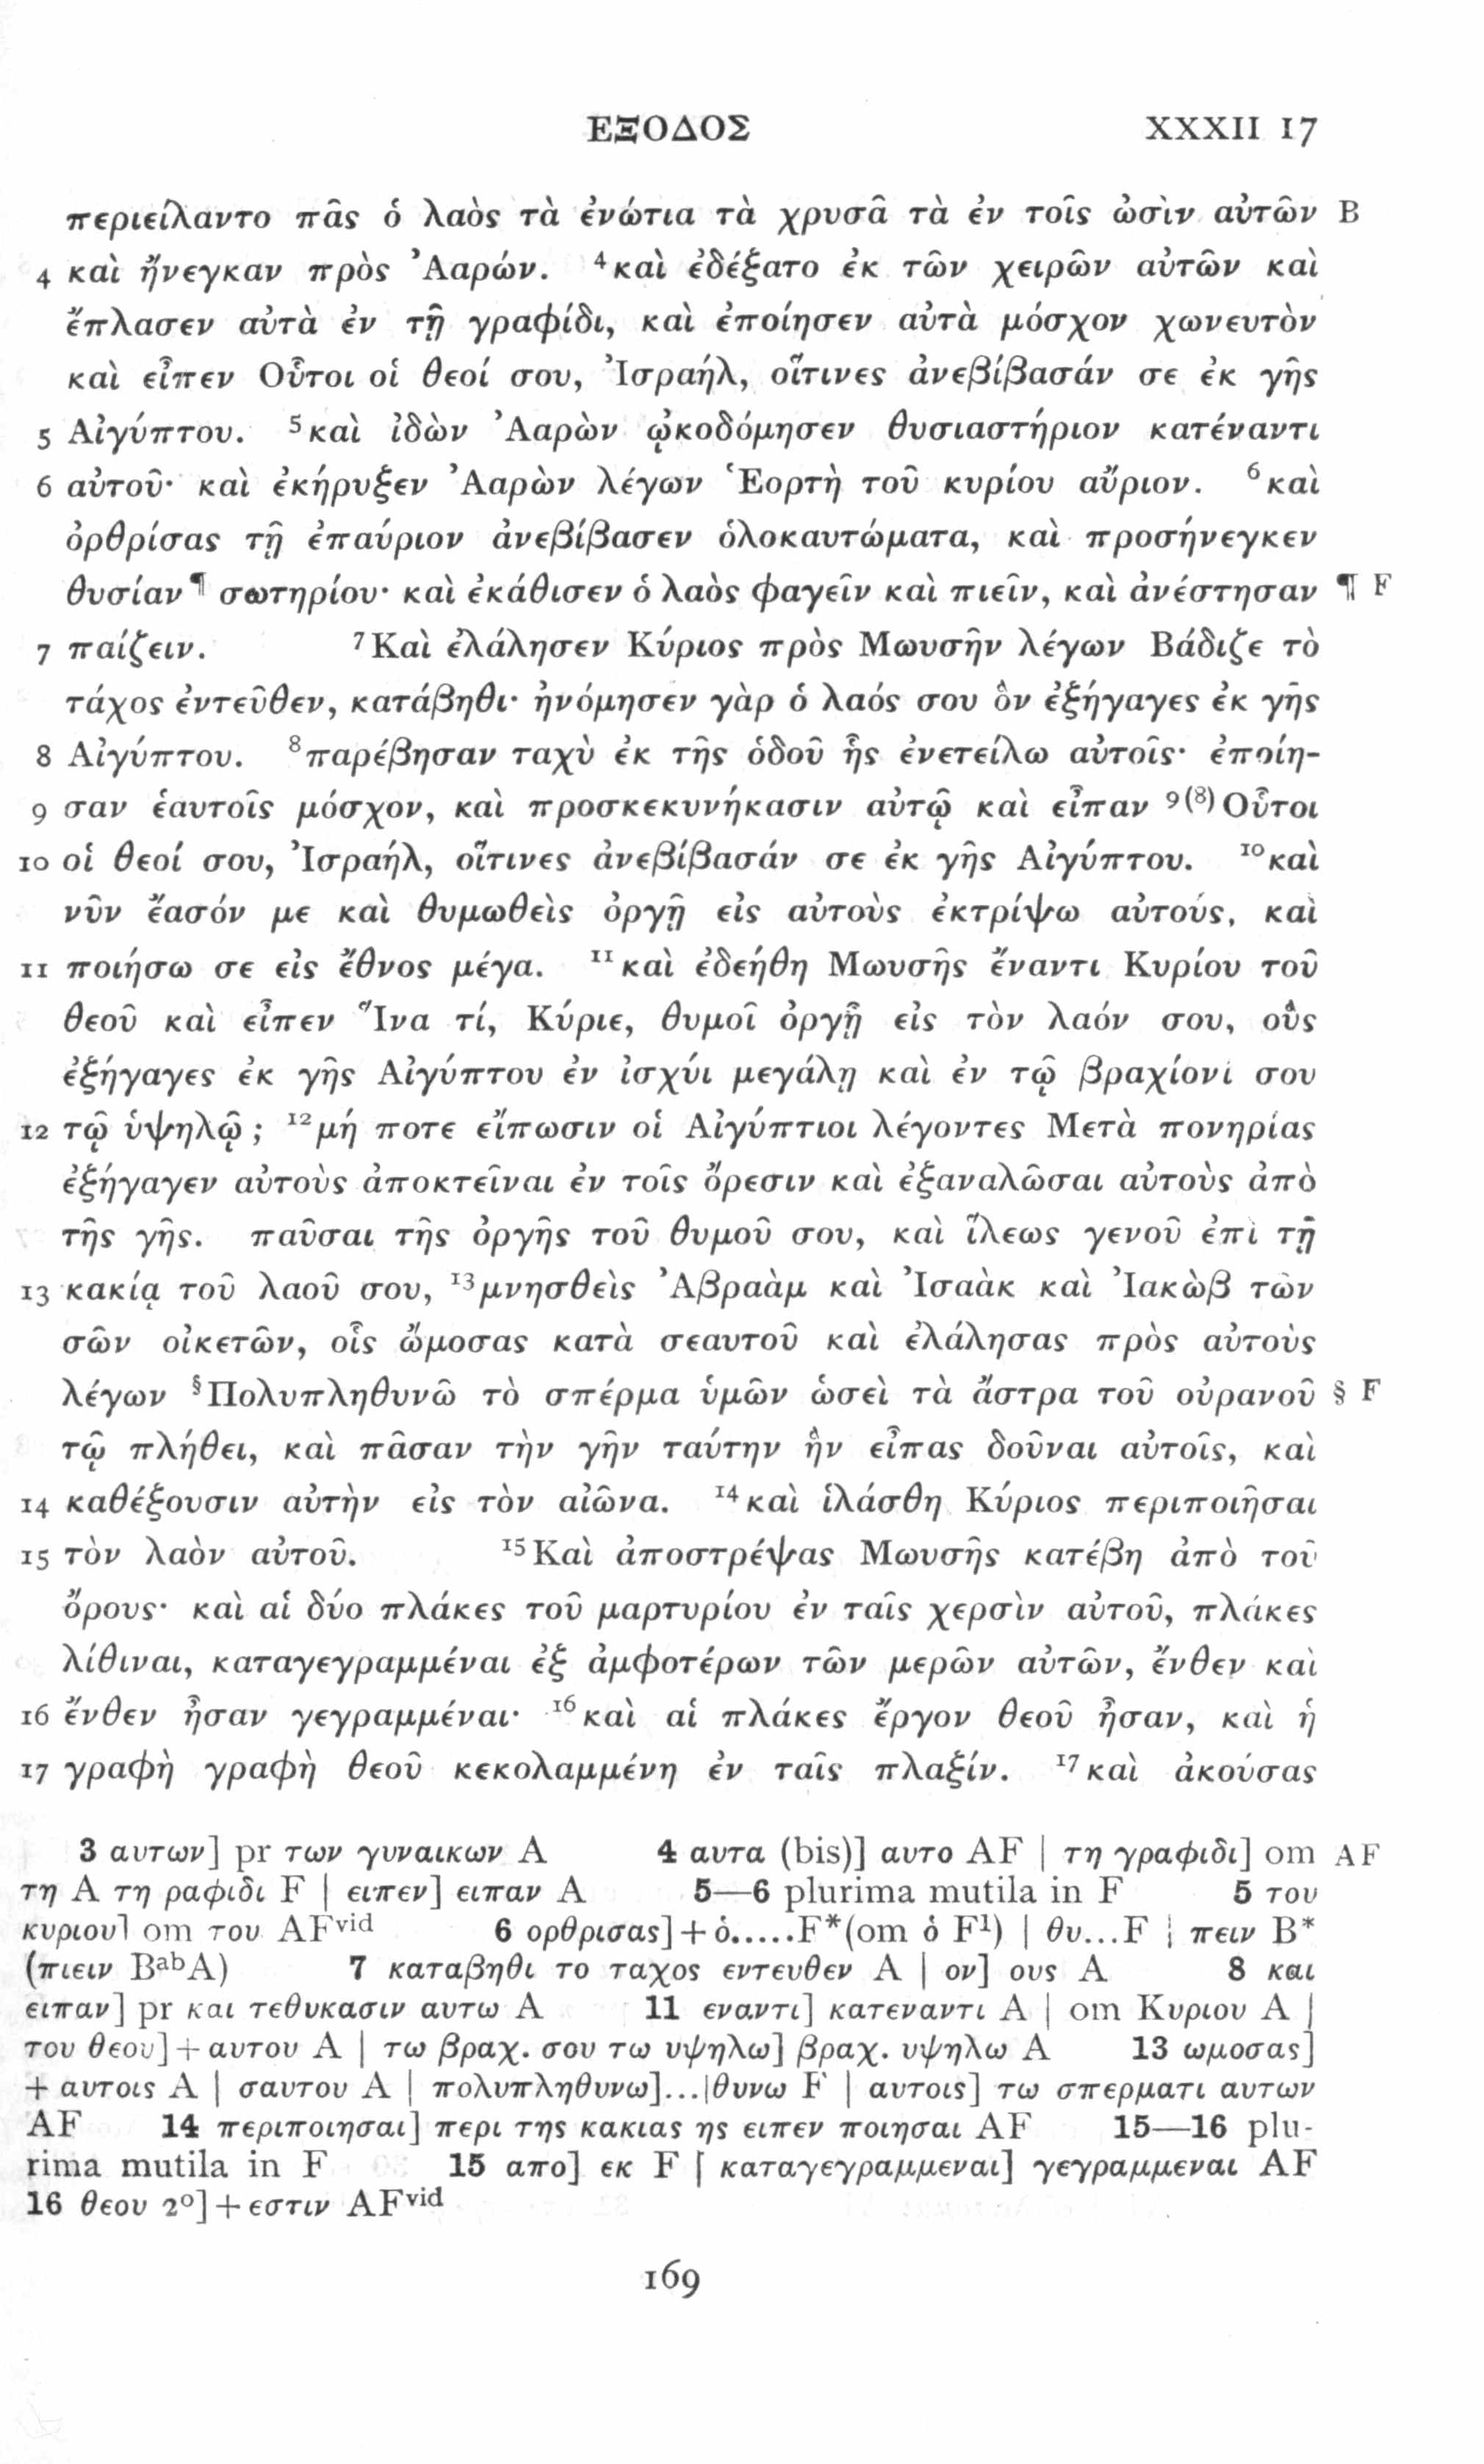 ΕΞΟΔΟΣ XXXII 17
περιείλαντο πᾶς ὁ λαὸς τὰ ἐνώτια τὰ χρυσᾶ τὰ ἐν τοῖς ὠσὶν αὐτῶν B
4 καὶ ἤνεγκαν πρὸς Ἀαρών. ⁴καὶ ἐδέξατο ἐκ τῶν χειρῶν αὐτῶν καὶ
ἔπλασεν αὐτὰ ἐν τῇ γραφίδι, καὶ ἐποίησεν αὐτὰ μόσχον χωνευτὸν
καὶ εἶπεν Οὗτοι οἱ θεοί σου, Ἰσραήλ, οἵτινες ἀνεβίβασάν σε ἐκ γῆς
5 Αἰγύπτου. ⁵καὶ ἰδὼν Ἀαρὼν ᾠκοδόμησεν θυσιαστήριον κατέναντι
6 αὐτοῦ· καὶ ἐκήρυξεν Ἀαρὼν λέγων Ἑορτὴ τοῦ κυρίου αὔριον. ⁶καὶ
ὀρθρίσας τῇ ἐπαύριον ἀνεβίβασεν ὁλοκαυτώματα, καὶ προσήνεγκεν
θυσίαν ¶ σωτηρίου· καὶ ἐκάθισεν ὁ λαὸς φαγεῖν καὶ πιεῖν, καὶ ἀνέστησαν ¶ F
7 παίζειν. ⁷Καὶ ἐλάλησεν Κύριος πρὸς Μωυσῆν λέγων Βάδιζε τὸ
τάχος ἐντεῦθεν, κατάβηθι· ἠνόμησεν γὰρ ὁ λαός σου ὃν ἐξήγαγες ἐκ γῆς
8 Αἰγύπτου. ⁸παρέβησαν ταχὺ ἐκ τῆς ὁδοῦ ἧς ἐνετείλω αὐτοῖς· ἐποίη-
9 σαν ἑαυτοῖς μόσχον, καὶ προσκεκυνήκασιν αὐτῷ καὶ εἶπαν ⁹⁽⁸⁾Οὗτοι
10 οἱ θεοί σου, Ἰσραήλ, οἵτινες ἀνεβίβασάν σε ἐκ γῆς Αἰγύπτου. ¹⁰καὶ
νῦν ἔασόν με καὶ θυμωθεὶς ὀργῇ εἰς αὐτοὺς ἐκτρίψω αὐτούς, καὶ
11 ποιήσω σε εἰς ἔθνος μέγα. ¹¹καὶ ἐδεήθη Μωυσῆς ἔναντι Κυρίου τοῦ
θεοῦ καὶ εἶπεν Ἵνα τί, Κύριε, θυμοῖ ὀργῇ εἰς τὸν λαόν σου, οὓς
ἐξήγαγες ἐκ γῆς Αἰγύπτου ἐν ἰσχύι μεγάλῃ καὶ ἐν τῷ βραχίονί σου
12 τῷ ὑψηλῷ; ¹²μή ποτε εἴπωσιν οἱ Αἰγύπτιοι λέγοντες Μετὰ πονηρίας
ἐξήγαγεν αὐτοὺς ἀποκτεῖναι ἐν τοῖς ὄρεσιν καὶ ἐξαναλῶσαι αὐτοὺς ἀπὸ
τῆς γῆς. παῦσαι τῆς ὀργῆς τοῦ θυμοῦ σου, καὶ ἵλεως γενοῦ ἐπὶ τῇ
13 κακίᾳ τοῦ λαοῦ σου, ¹³μνησθεὶς Ἀβραὰμ καὶ Ἰσαὰκ καὶ Ἰακὼβ τῶν
σῶν οἰκετῶν, οἷς ὤμοσας κατὰ σεαυτοῦ καὶ ἐλάλησας πρὸς αὐτοὺς
λέγων §Πολυπληθυνῶ τὸ σπέρμα ὑμῶν ὡσεὶ τὰ ἄστρα τοῦ οὐρανοῦ § F
τῷ πλήθει, καὶ πᾶσαν τὴν γῆν ταύτην ἣν εἶπας δοῦναι αὐτοῖς, καὶ
14 καθέξουσιν αὐτὴν εἰς τὸν αἰῶνα. ¹⁴καὶ ἱλάσθη Κύριος περιποιῆσαι
15 τὸν λαὸν αὐτοῦ. ¹⁵Καὶ ἀποστρέψας Μωυσῆς κατέβη ἀπὸ τοῦ
ὄρους· καὶ αἱ δύο πλάκες τοῦ μαρτυρίου ἐν ταῖς χερσὶν αὐτοῦ, πλάκες
λίθιναι, καταγεγραμμέναι ἐξ ἀμφοτέρων τῶν μερῶν αὐτῶν, ἔνθεν καὶ
16 ἔνθεν ἦσαν γεγραμμέναι· ¹⁶καὶ αἱ πλάκες ἔργον θεοῦ ἦσαν, καὶ ἡ
17 γραφὴ γραφὴ θεοῦ κεκολαμμένη ἐν ταῖς πλαξίν. ¹⁷καὶ ἀκούσας
3 αυτων] pr των γυναικων A 4 αυτα (bis)] αυτο AF | τη γραφιδι] om A F
τη A τη ραφιδι F | ειπεν] ειπαν A 5—6 plurima mutila in F 5 του
κυριου] om του AFᵛⁱᵈ 6 ορθρισας]+ὁ.....F*(om ὁ F¹) | θυ...F | πειν B*
(πιειν BᵃᵇA) 7 καταβηθι το ταχος εντευθεν A | ον] ους A 8 και
ειπαν] pr και τεθυκασιν αυτω A 11 εναντι] κατεναντι A | om Κυριου A |
του θεου]+αυτου A | τω βραχ. σου τω υψηλω] βραχ. υψηλω A 13 ωμοσας]
+αυτοις A | σαυτου A | πολυπληθυνω]...|θυνω F | αυτοις] τω σπερματι αυτων
AF 14 περιποιησαι] περι της κακιας ης ειπεν ποιησαι AF 15—16 plu-
rima mutila in F 15 απο] εκ F | καταγεγραμμεναι] γεγραμμεναι AF
16 θεου 2º]+εστιν AFᵛⁱᵈ
169